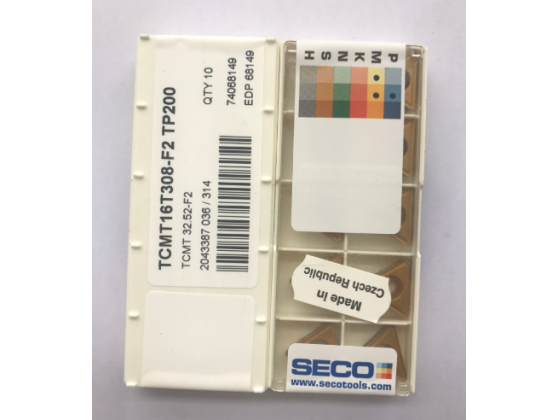 TCMT16T308-F2 TP200
TCMT 32.52-F2
2043387 036 / 314
QTY 10
74068149
EDP 68149
P
M
K
N
S
H
Made in
Czech Republic
SECO
www.secotools.com